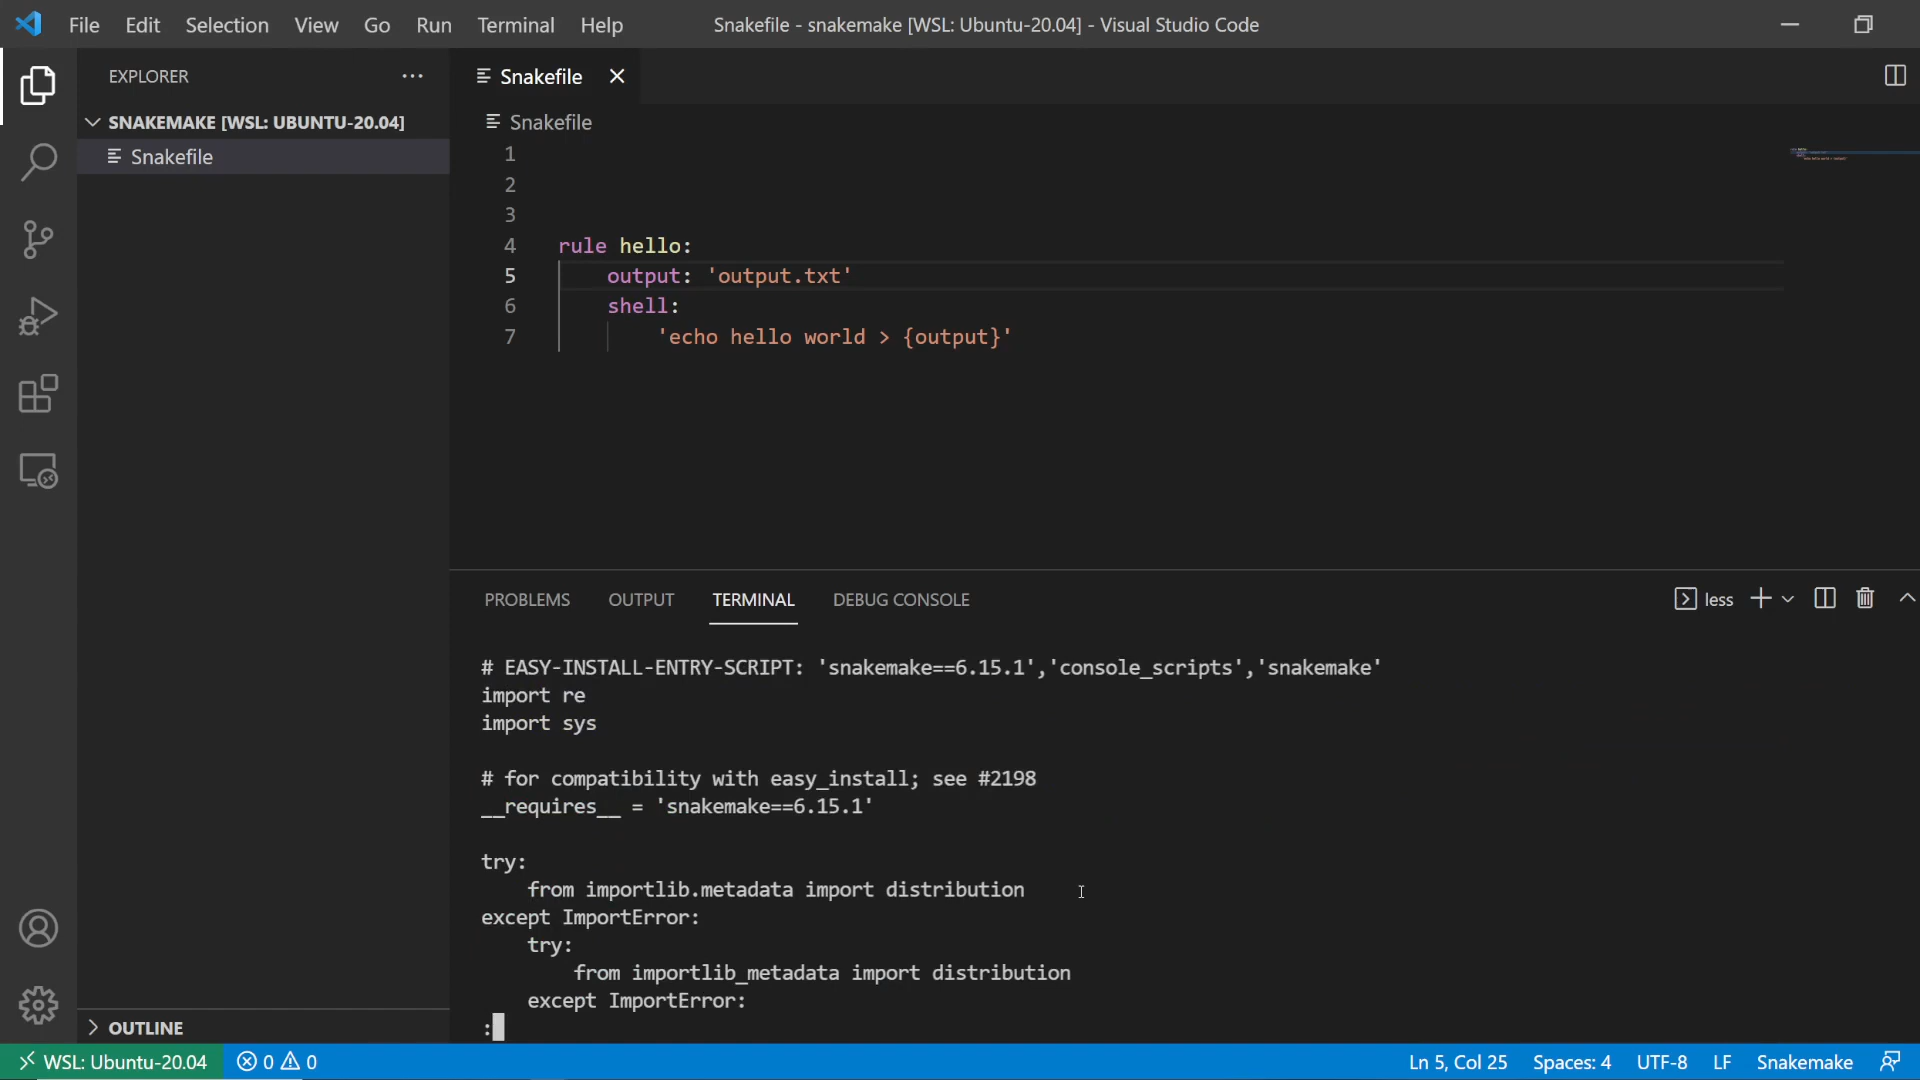 File Edit Selection View Go Run Terminal Help Snakefile - snakemake [WSL: Ubuntu-20.04] - Visual Studio Code
EXPLORER
SNAKEMAKE [WSL: UBUNTU-20.04]
Snakefile
OUTLINE
Snakefile
Snakefile
1
2
3
4 rule hello:
5 output: 'output.txt'
6 shell:
7 'echo hello world > {output}'
PROBLEMS OUTPUT TERMINAL DEBUG CONSOLE less
# EASY-INSTALL-ENTRY-SCRIPT: 'snakemake==6.15.1','console_scripts','snakemake'
import re
import sys
# for compatibility with easy_install; see #2198
__requires__ = 'snakemake==6.15.1'
try:
from importlib.metadata import distribution
except ImportError:
try:
from importlib_metadata import distribution
except ImportError:
:
WSL: Ubuntu-20.04 0 0 Ln 5, Col 25 Spaces: 4 UTF-8 LF Snakemake